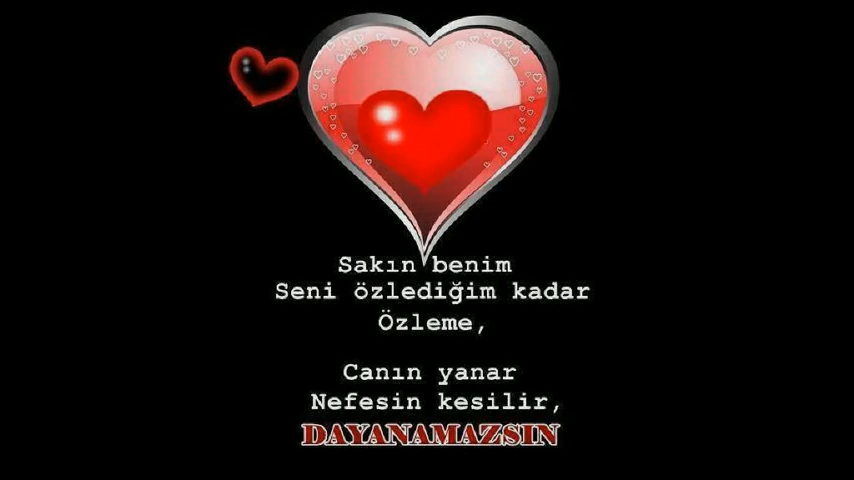 Sakın benim
Seni özlediğim kadar
Özleme,
Canın yanar
Nefesin kesilir,
DAYANAMAZSIN